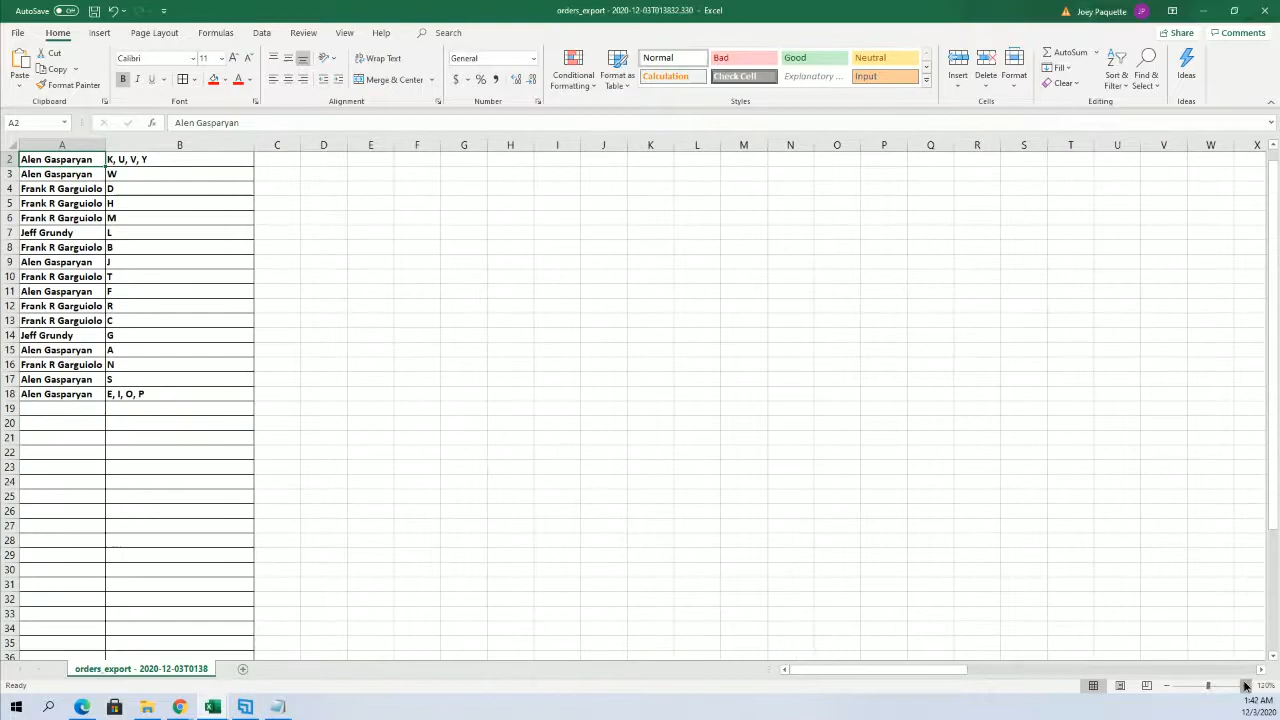 AutoSave Off orders_export - 2020-12-03T013832.330 - Excel Joey Paquette JP
File Home Insert Page Layout Formulas Data Review View Help Search Share Comments
Paste Cut Copy Format Painter Clipboard
Calibri 11 B I U Font
Wrap Text Merge & Center Alignment
General $ % Number
Conditional Formatting Format as Table
Normal Bad Good Neutral
Calculation Check Cell Explanatory ... Input
Styles
Insert Delete Format Cells
AutoSum Fill Clear Sort & Filter Find & Select Editing
Ideas Ideas
A2 fx Alen Gasparyan
A B C D E F G H I J K L M N O P Q R S T U V W X
2 Alen Gasparyan K, U, V, Y
3 Alen Gasparyan W
4 Frank R Garguiolo D
5 Frank R Garguiolo H
6 Frank R Garguiolo M
7 Jeff Grundy L
8 Frank R Garguiolo B
9 Alen Gasparyan J
10 Frank R Garguiolo T
11 Alen Gasparyan F
12 Frank R Garguiolo R
13 Frank R Garguiolo C
14 Jeff Grundy G
15 Alen Gasparyan A
16 Frank R Garguiolo N
17 Alen Gasparyan S
18 Alen Gasparyan E, I, O, P
19
20
21
22
23
24
25
26
27
28
29
30
31
32
33
34
35
36
orders_export - 2020-12-03T0138
Ready 120%
1:42 AM
12/3/2020